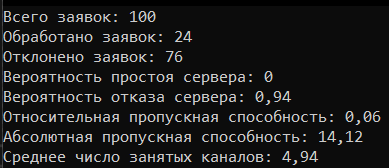 Всего заявок: 100
Обработано заявок: 24
Отклонено заявок: 76
Вероятность простоя сервера: 0
Вероятность отказа сервера: 0,94
Относительная пропускная способность: 0,06
Абсолютная пропускная способность: 14,12
Среднее число занятых каналов: 4,94